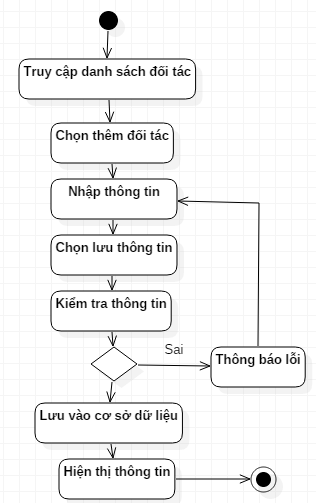 Truy cập danh sách đối tác
Chọn thêm đối tác
Nhập thông tin
Chọn lưu thông tin
Kiểm tra thông tin
Sai
Thông báo lỗi
Lưu vào cơ sở dữ liệu
Hiện thị thông tin